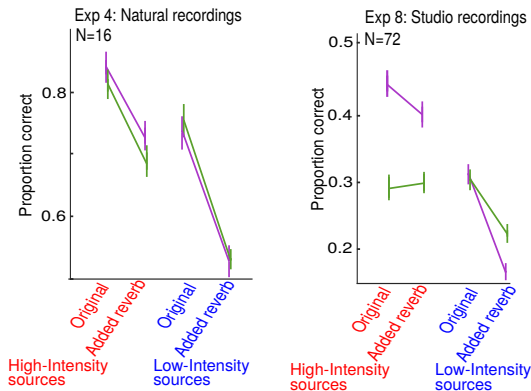 Exp 4: Natural recordings
N=16
Proportion correct
0.8
0.6
Original
Added reverb
Original
Added reverb
High-Intensity
sources
Low-Intensity
sources
Exp 8: Studio recordings
N=72
Proportion correct
0.5
0.4
0.3
0.2
Original
Added reverb
Original
Added reverb
High-Intensity
sources
Low-Intensity
sources